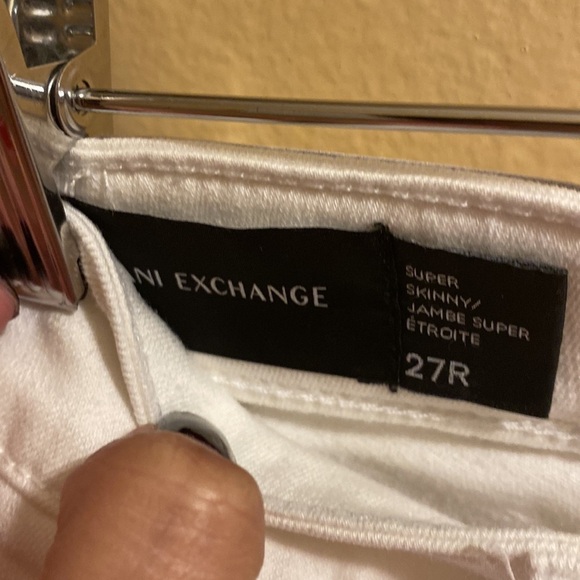 NI EXCHANGE
SUPER
SKINNY/
JAMBE SUPER
ÉTROITE
27R